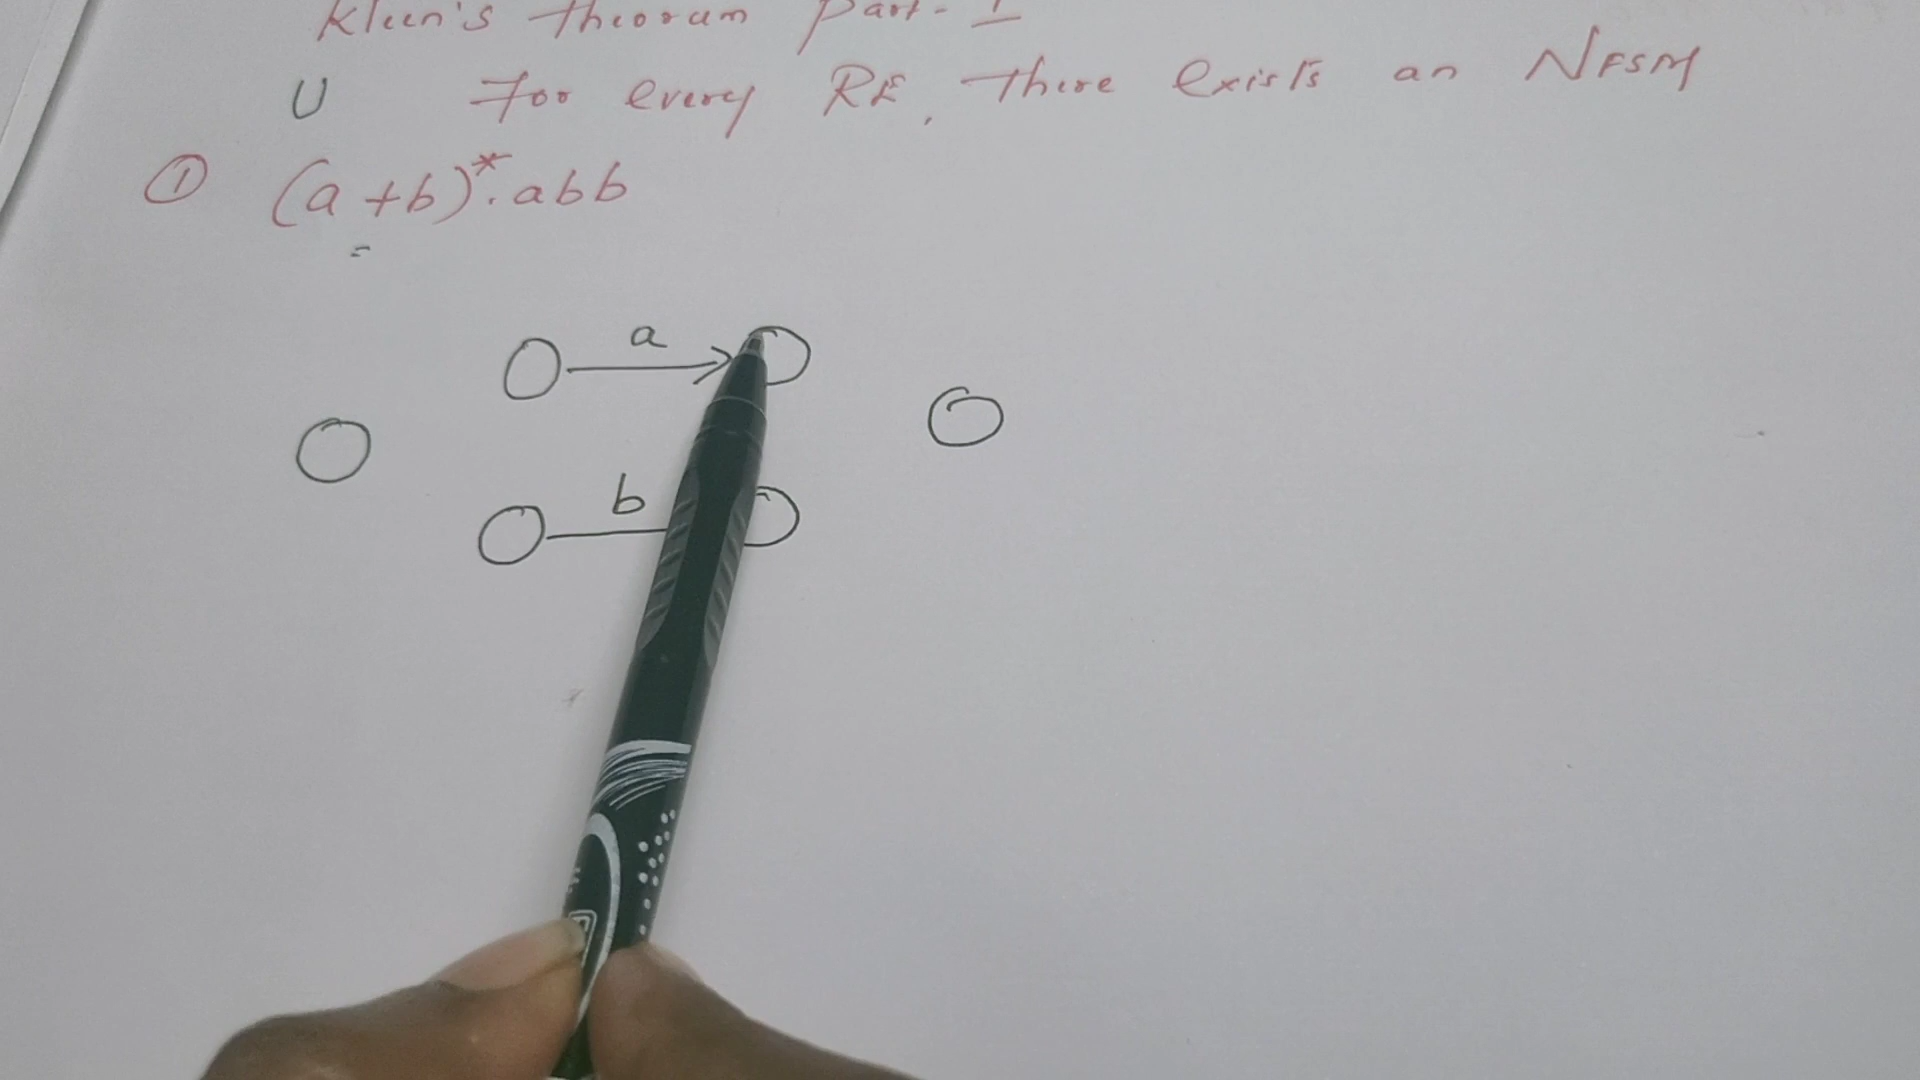 Kleen's theorum part-I
U For every RE, there exists an NFSM
① (a+b)*.abb
=
a
b